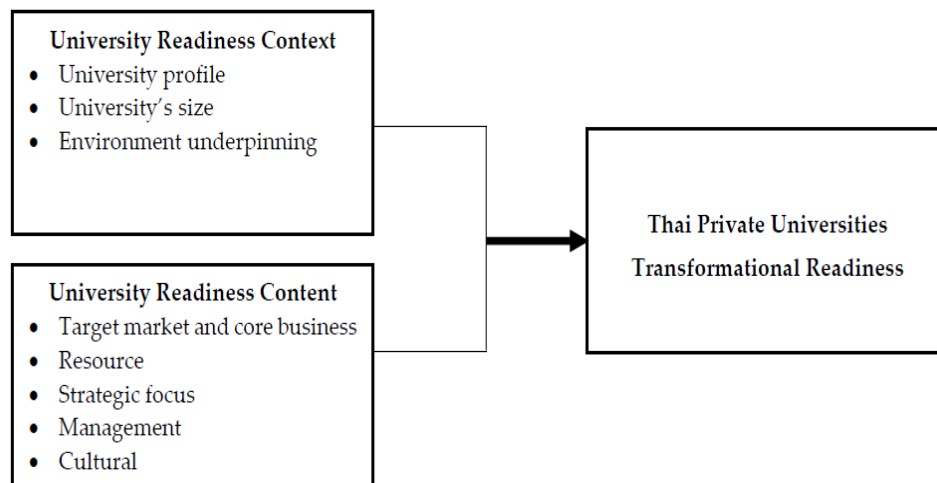 University Readiness Context
• University profile
• University’s size
• Environment underpinning
University Readiness Content
• Target market and core business
• Resource
• Strategic focus
• Management
• Cultural
Thai Private Universities
Transformational Readiness